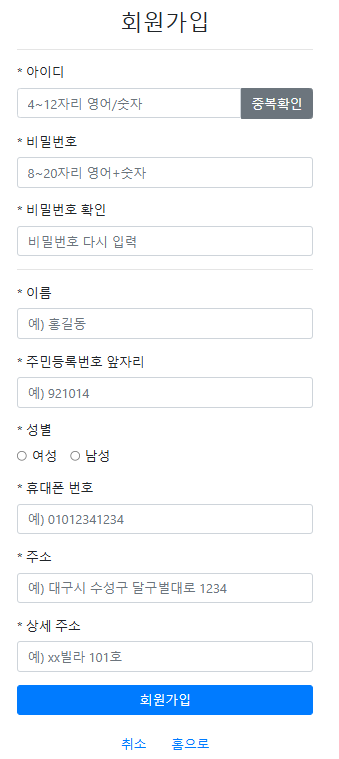 회원가입
* 아이디
4~12자리 영어/숫자 중복확인
* 비밀번호
8~20자리 영어+숫자
* 비밀번호 확인
비밀번호 다시 입력
* 이름
예) 홍길동
* 주민등록번호 앞자리
예) 921014
* 성별
여성 남성
* 휴대폰 번호
예) 01012341234
* 주소
예) 대구시 수성구 달구벌대로 1234
* 상세 주소
예) xx빌라 101호
회원가입
취소 홈으로